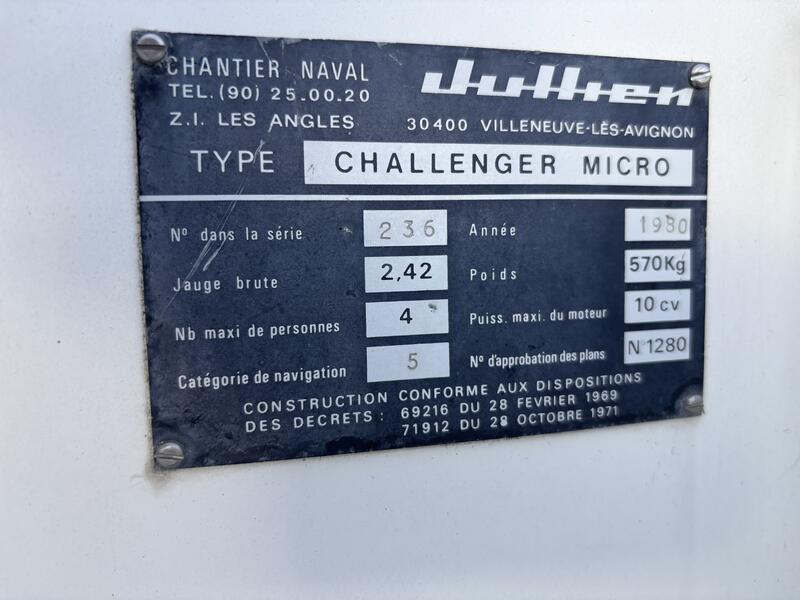 CHANTIER NAVAL Jullien
TEL. (90) 25.00.20
Z.I. LES ANGLES 30400 VILLENEUVE-LÈS-AVIGNON
TYPE CHALLENGER MICRO
Nº dans la série 236 Année 1980
Jauge brute 2,42 Poids 570Kg
Nb maxi de personnes 4 Puiss. maxi. du moteur 10 cv
Catégorie de navigation 5 Nº d'approbation des plans N 1280
CONSTRUCTION CONFORME AUX DISPOSITIONS
DES DECRETS : 69216 DU 28 FEVRIER 1969
71912 DU 28 OCTOBRE 1971